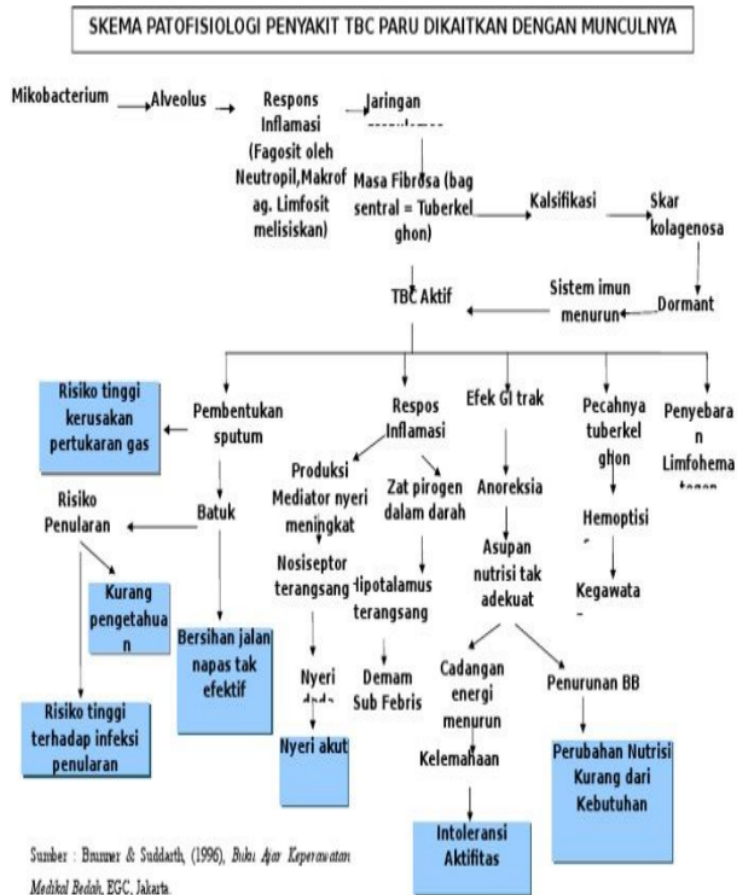 SKEMA PATOFISIOLOGI PENYAKIT TBC PARU DIKAITKAN DENGAN MUNCULNYA
Mikobacterium
Alveolus
Respons
Inflamasi
(Fagosit oleh
Neutropil,Makrof
ag. Limfosit
melisiskan)
Jaringan
Masa Fibrosa (bag
sentral = Tuberkel
ghon)
Kalsifikasi
Skar
kolagenosa
Dormant
Sistem imun
menurun
TBC Aktif
Risiko tinggi
kerusakan
pertukaran gas
Pembentukan
sputum
Respos
Inflamasi
Efek GI trak
Pecahnya
tuberkel
ghon
Penyebara
n
Limfohema
Risiko
Penularan
Batuk
Produksi
Mediator nyeri
meningkat
Zat pirogen
dalam darah
Anoreksia
Hemoptisi
Kurang
pengetahua
n
Nosiseptor
terangsang
Hipotalamus
terangsang
Asupan
nutrisi tak
adekuat
Kegawata
Bersihan jalan
napas tak
efektif
Risiko tinggi
terhadap infeksi
penularan
Nyeri
Nyeri akut
Demam
Sub Febris
Cadangan
energi
menurun
Penurunan BB
Kelemahaan
Perubahan Nutrisi
Kurang dari
Kebutuhan
Intoleransi
Aktifitas
Sumber : Brunner & Suddarth, (1996), Buku Ajar Keperawatan
Medikal Bedah, EGC, Jakarta.